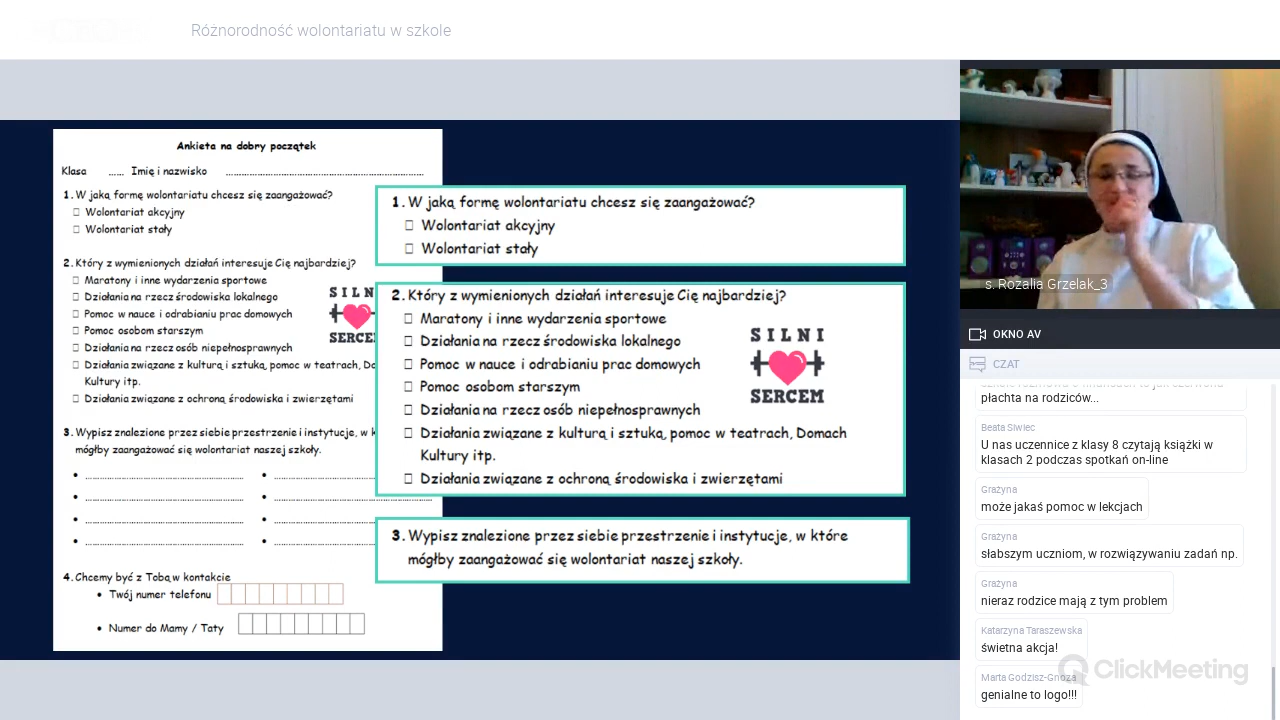 Różnorodność wolontariatu w szkole
Ankieta na dobry początek
Klasa ...... Imię i nazwisko ..........
1. W jaką formę wolontariatu chcesz się zaangażować?
Wolontariat akcyjny
Wolontariat stały
2. Który z wymienionych działań interesuje Cię najbardziej?
Maratony i inne wydarzenia sportowe
Działania na rzecz środowiska lokalnego
Pomoc w nauce i odrabianiu prac domowych
Pomoc osobom starszym
Działania na rzecz osób niepełnosprawnych
Działania związane z kulturą i sztuką, pomoc w teatrach, Do
Kultury itp.
Działania związane z ochroną środowiska i zwierzętami
SILN
SERCE
3. Wypisz znalezione przez siebie przestrzenie i instytucje, w k
mógłby zaangażować się wolontariat naszej szkoły.
4. Chcemy być z Tobą w kontakcie
Twój numer telefonu
Numer do Mamy / Taty
1. W jaką formę wolontariatu chcesz się zaangażować?
Wolontariat akcyjny
Wolontariat stały
2. Który z wymienionych działań interesuje Cię najbardziej?
Maratony i inne wydarzenia sportowe
Działania na rzecz środowiska lokalnego
Pomoc w nauce i odrabianiu prac domowych
Pomoc osobom starszym
Działania na rzecz osób niepełnosprawnych
Działania związane z kulturą i sztuką, pomoc w teatrach, Domach
Kultury itp.
Działania związane z ochroną środowiska i zwierzętami
SILNI
SERCEM
3. Wypisz znalezione przez siebie przestrzenie i instytucje, w które
mógłby zaangażować się wolontariat naszej szkoły.
s. Rozalia Grzelak_3
OKNO AV
CZAT
płachta na rodziców...
Beata Siwiec
U nas uczennice z klasy 8 czytają książki w
klasach 2 podczas spotkań on-line
Grażyna
może jakaś pomoc w lekcjach
Grażyna
słabszym uczniom, w rozwiązywaniu zadań np.
Grażyna
nieraz rodzice mają z tym problem
Katarzyna Taraszewska
świetna akcja!
Marta Godzisz-Gnoza
genialne to logo!!!
ClickMeeting